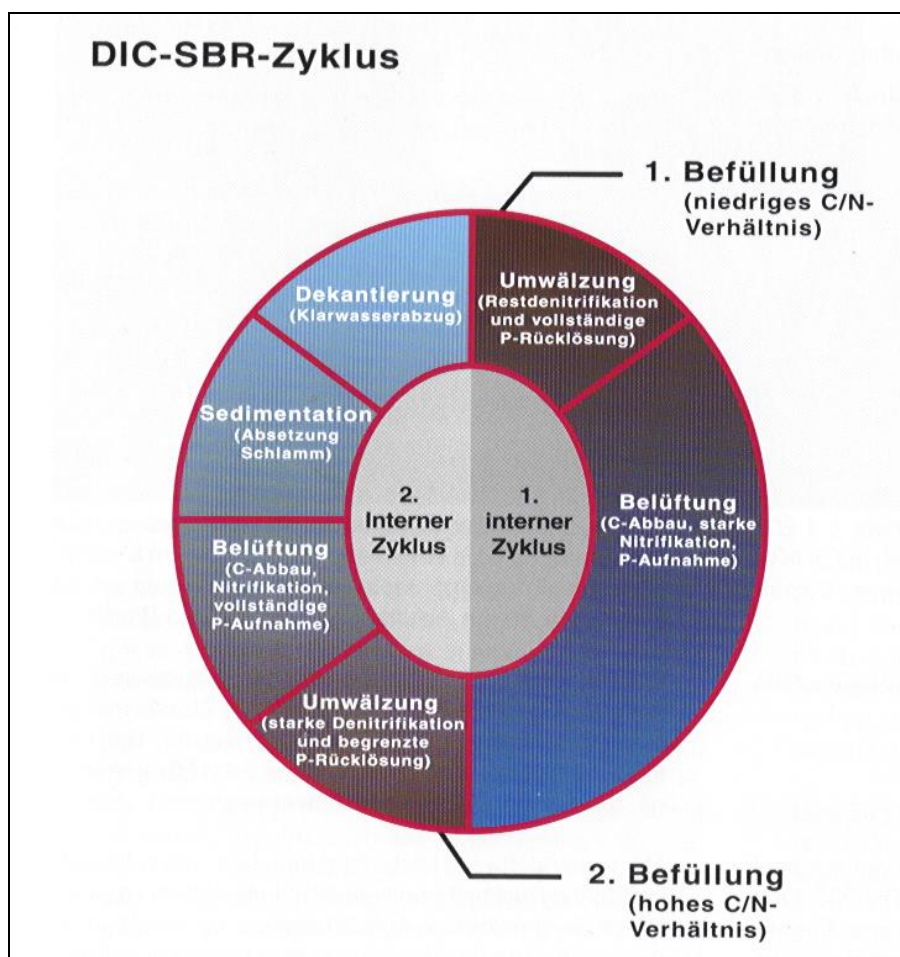 DIC-SBR-Zyklus
1. Befüllung
(niedriges C/N-
Verhältnis)
Umwälzung
(Restdenitrifikation
und vollständige
P-Rücklösung)
Belüftung
(C-Abbau, starke
Nitrifikation,
P-Aufnahme)
1.
interner
Zyklus
2. Befüllung
(hohes C/N-
Verhältnis)
Umwälzung
(starke Denitrifikation
und begrenzte
P-Rücklösung)
Belüftung
(C-Abbau,
Nitrifikation,
vollständige
P-Aufnahme)
Sedimentation
(Absetzung
Schlamm)
Dekantierung
(Klarwasserabzug)
2.
Interner
Zyklus